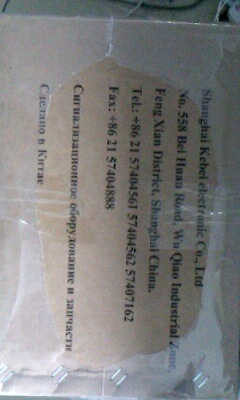 Shanghai Kebei electronic Co., Ltd
No. 558 Bei Huan Road, Wu Qiao Industrial Zone,
Feng Xian District, Shanghai China.
Tel.: +86 21 57404561 57404562 57407162
Fax: +86 21 57404888
Сигнализационное оборудование и запчасти
Сделано в Китае